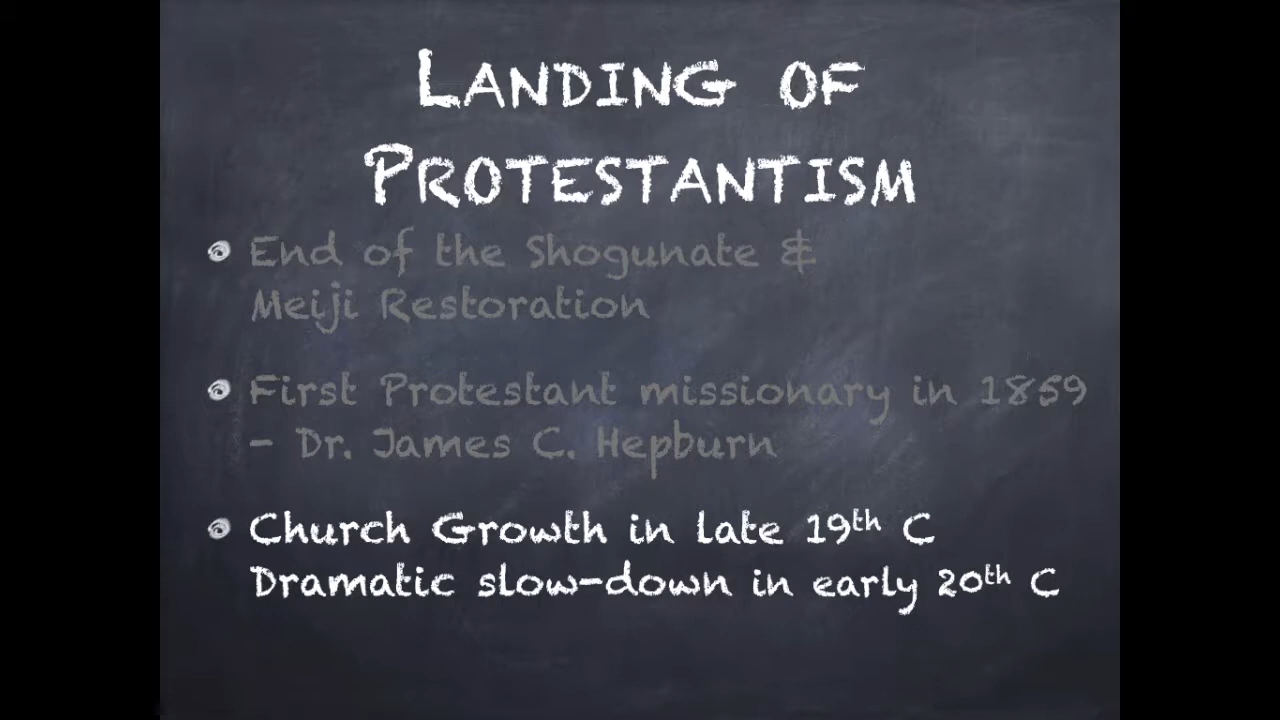 Landing of
Protestantism
End of the Shogunate &
Meiji Restoration
First Protestant missionary in 1859
- Dr. James C. Hepburn
Church Growth in late 19th C
Dramatic slow-down in early 20th C